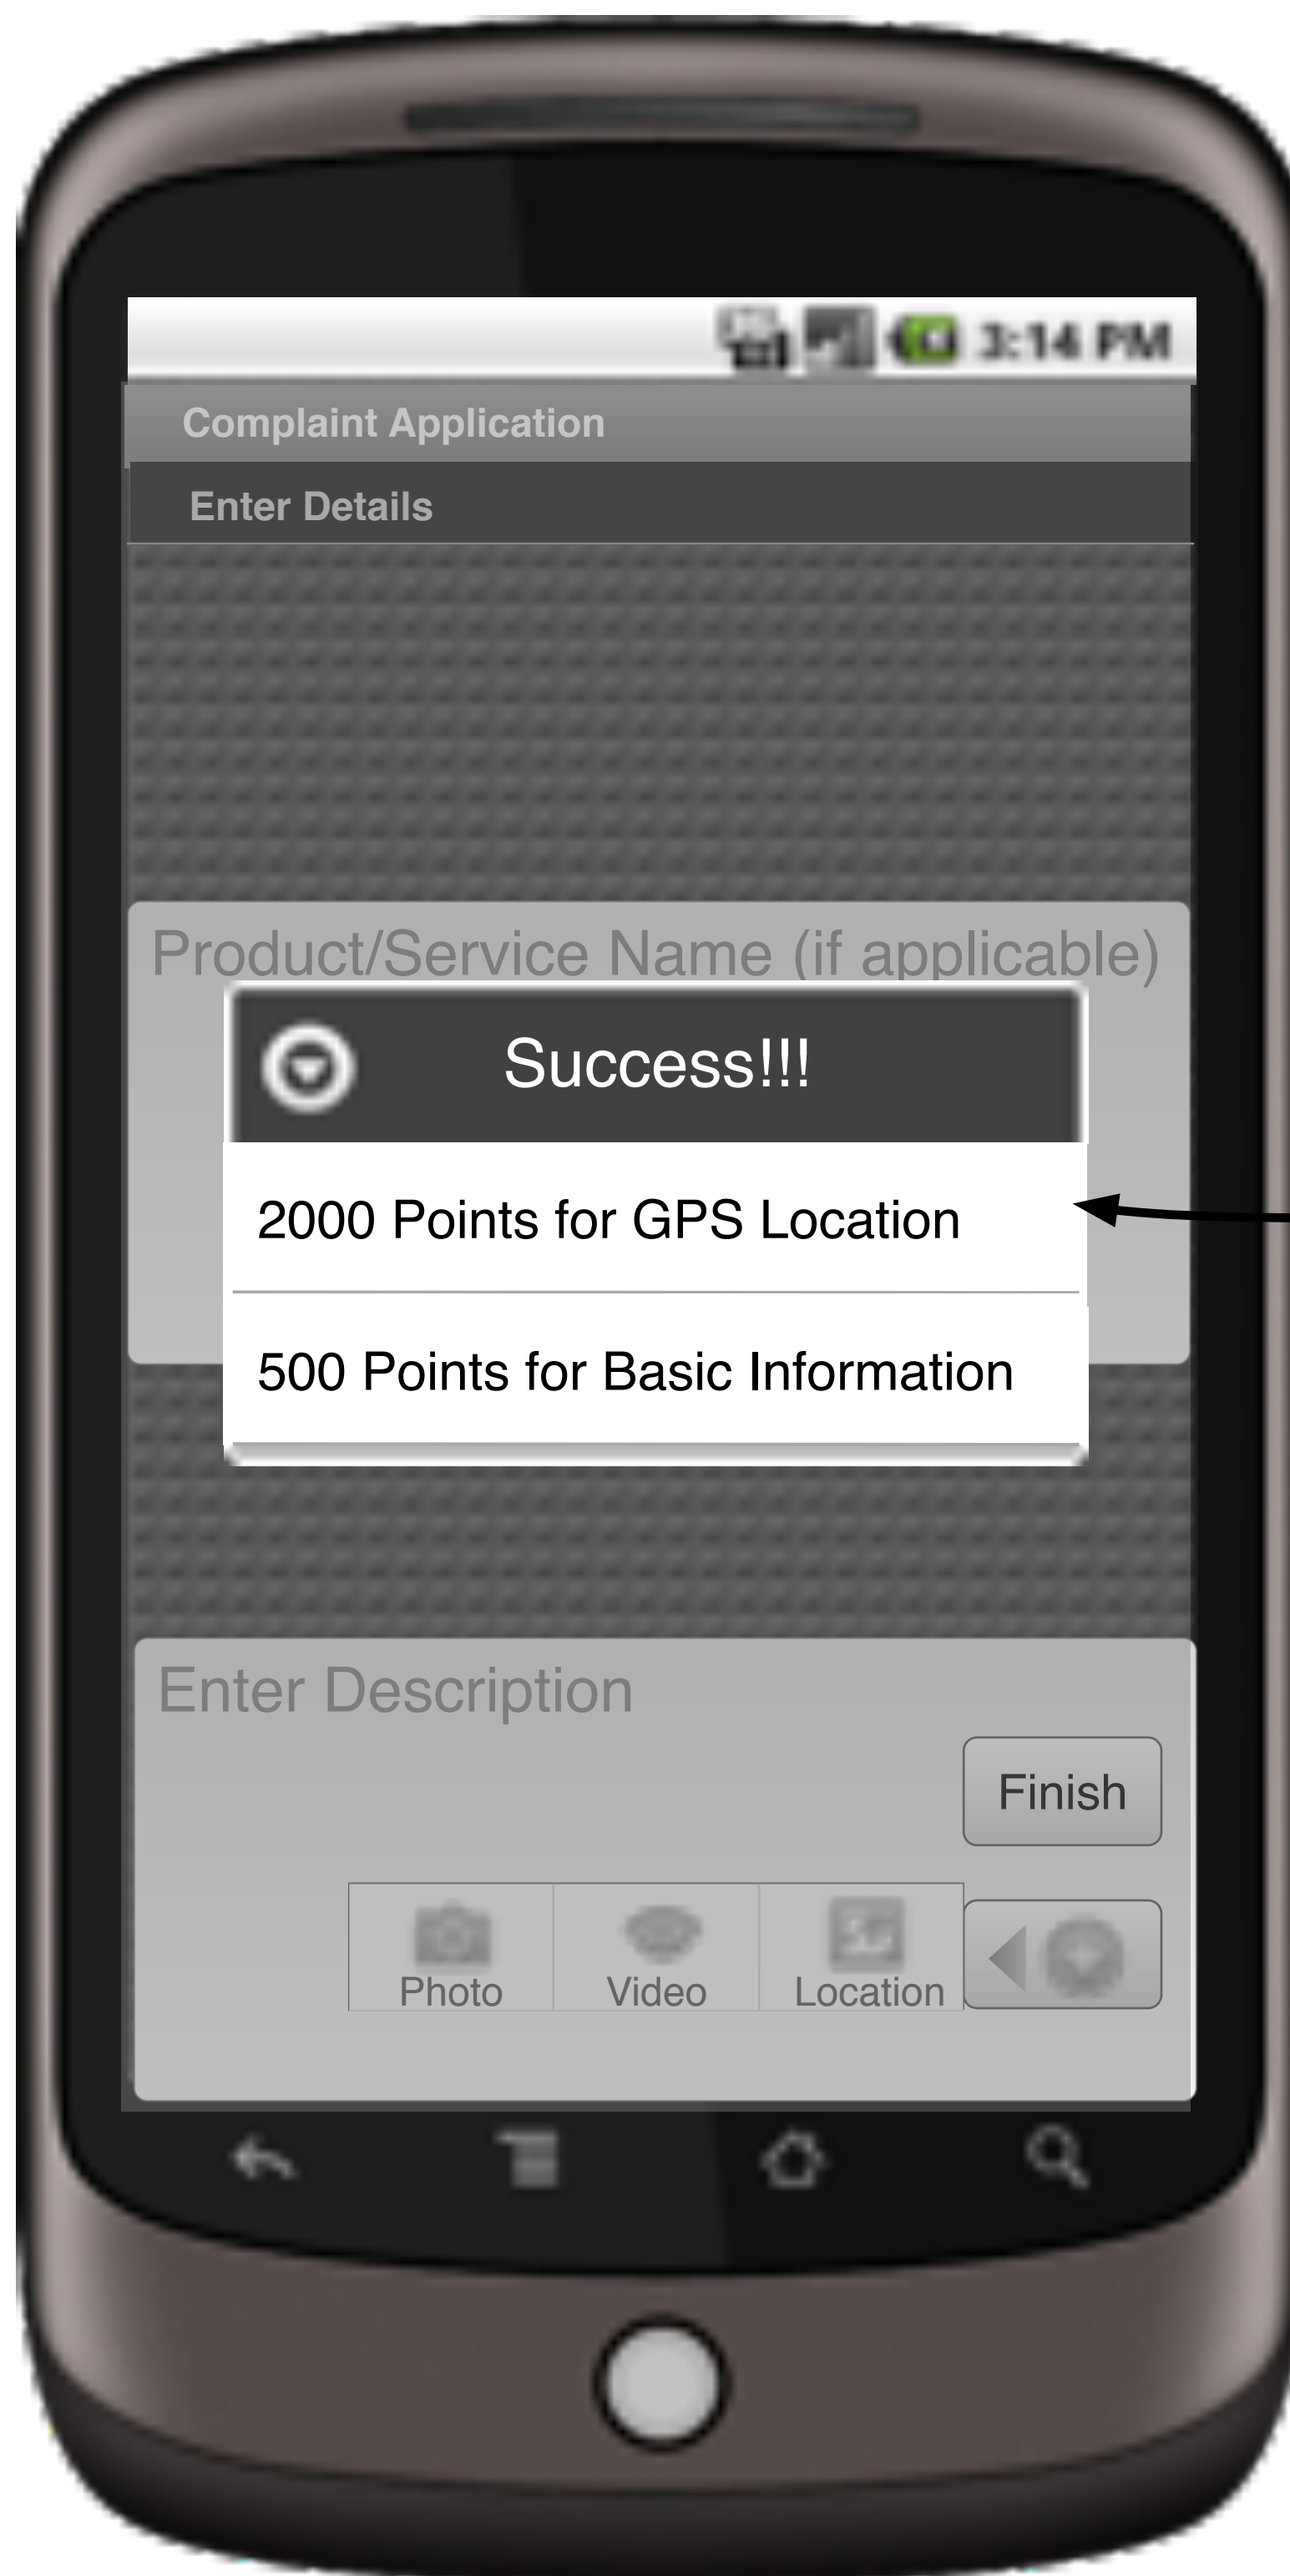 3:14 PM
Complaint Application
Enter Details
Product/Service Name (if applicable)
Success!!!
2000 Points for GPS Location
500 Points for Basic Information
Enter Description
Finish
Photo
Video
Location